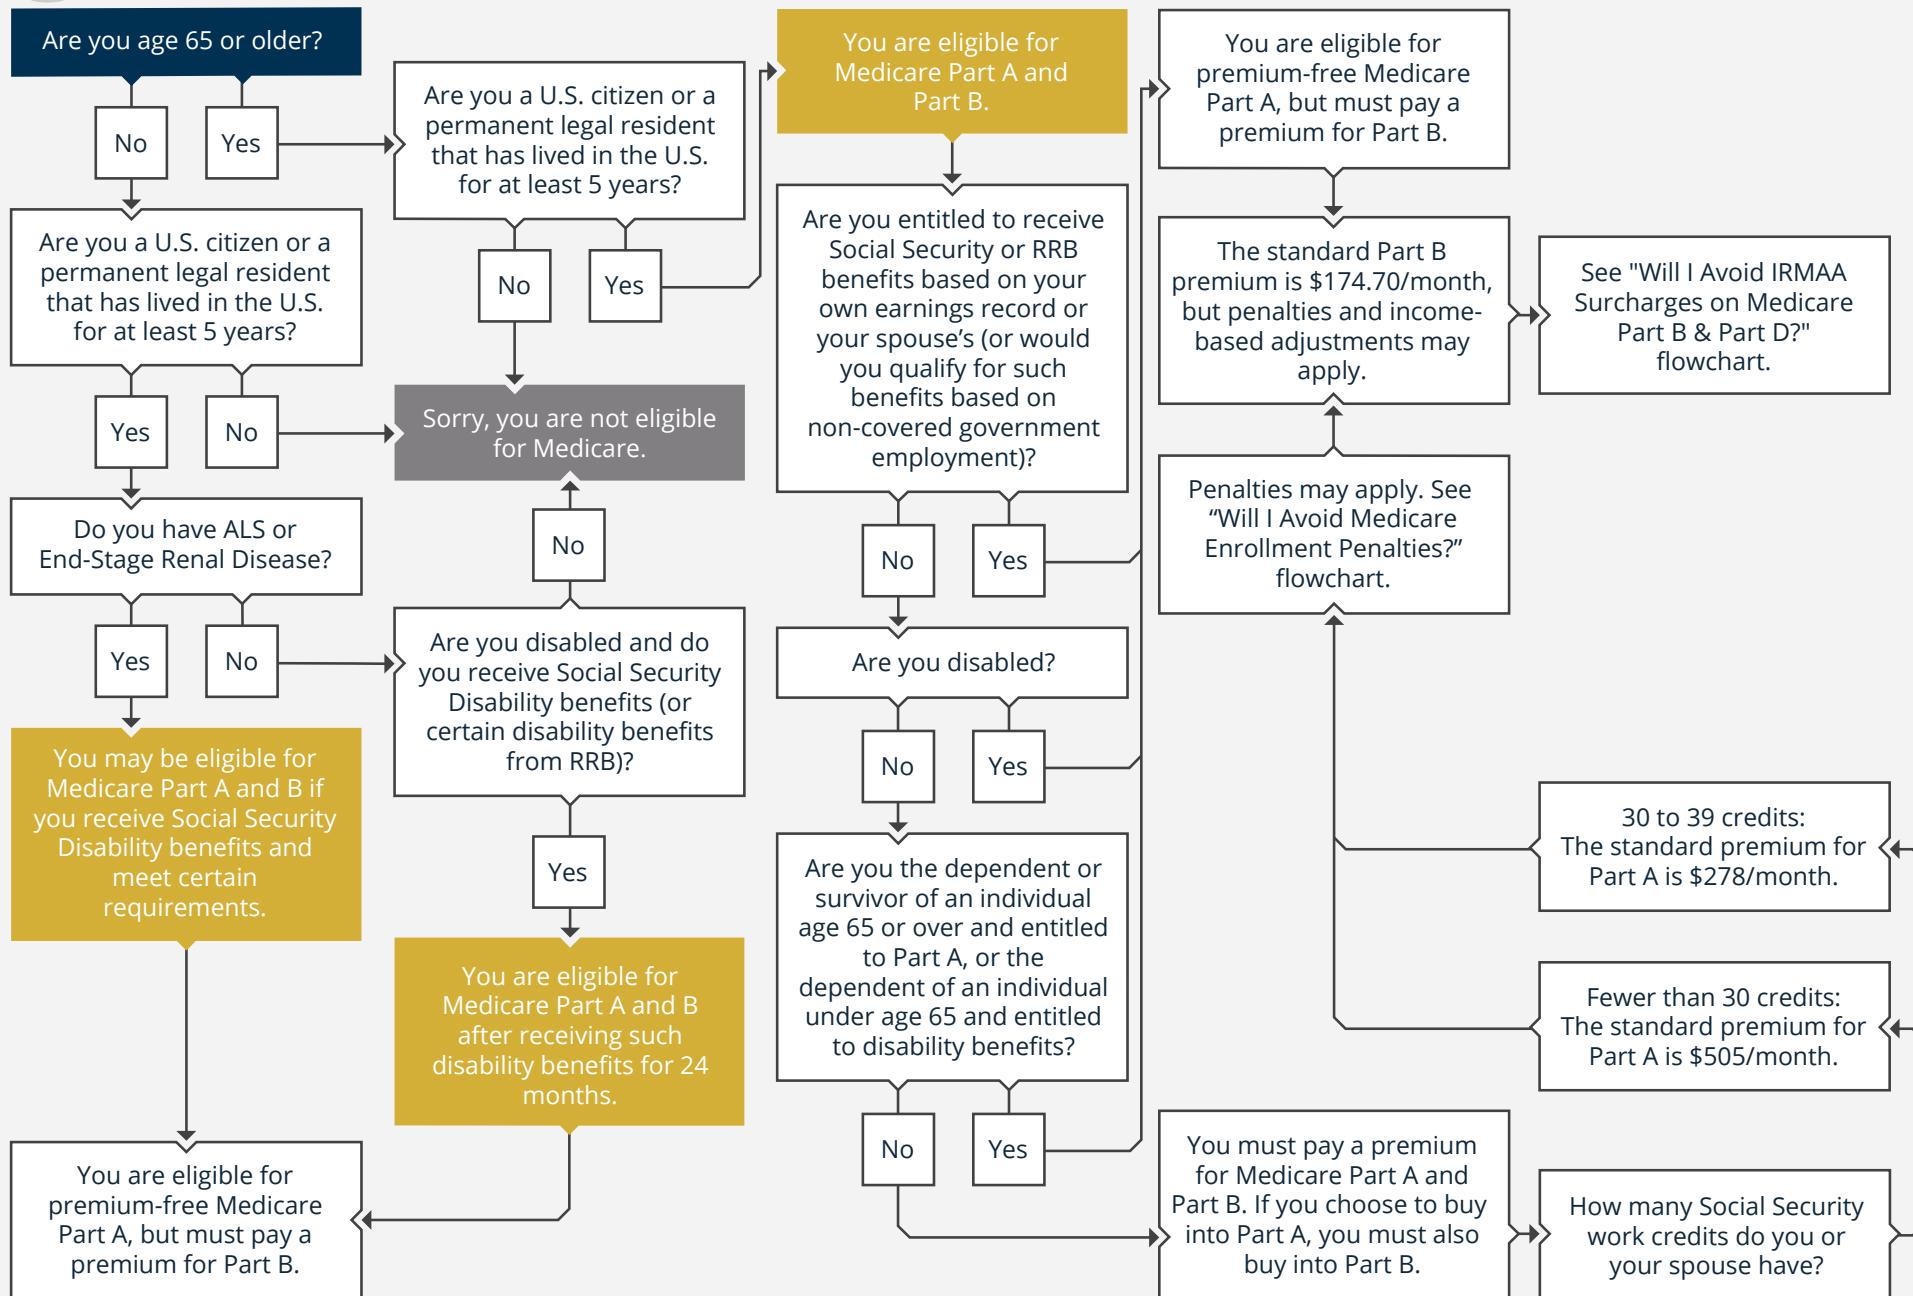 Are you age 65 or older?
No
Yes
Are you a U.S. citizen or a
permanent legal resident
that has lived in the U.S.
for at least 5 years?
Yes
No
Do you have ALS or
End-Stage Renal Disease?
Yes
No
You may be eligible for
Medicare Part A and B if
you receive Social Security
Disability benefits and
meet certain
requirements.
You are eligible for
premium-free Medicare
Part A, but must pay a
premium for Part B.
Are you a U.S. citizen or a
permanent legal resident
that has lived in the U.S.
for at least 5 years?
No
Yes
Sorry, you are not eligible
for Medicare.
No
Are you disabled and do
you receive Social Security
Disability benefits (or
certain disability benefits
from RRB)?
Yes
You are eligible for
Medicare Part A and B
after receiving such
disability benefits for 24
months.
You are eligible for
Medicare Part A and
Part B.
Are you entitled to receive
Social Security or RRB
benefits based on your
own earnings record or
your spouse’s (or would
you qualify for such
benefits based on
non-covered government
employment)?
No
Yes
Are you disabled?
No
Yes
Are you the dependent or
survivor of an individual
age 65 or over and entitled
to Part A, or the
dependent of an individual
under age 65 and entitled
to disability benefits?
No
Yes
You are eligible for
premium-free Medicare
Part A, but must pay a
premium for Part B.
The standard Part B
premium is $174.70/month,
but penalties and income-
based adjustments may
apply.
See "Will I Avoid IRMAA
Surcharges on Medicare
Part B & Part D?"
flowchart.
Penalties may apply. See
“Will I Avoid Medicare
Enrollment Penalties?”
flowchart.
30 to 39 credits:
The standard premium for
Part A is $278/month.
Fewer than 30 credits:
The standard premium for
Part A is $505/month.
You must pay a premium
for Medicare Part A and
Part B. If you choose to buy
into Part A, you must also
buy into Part B.
How many Social Security
work credits do you or
your spouse have?